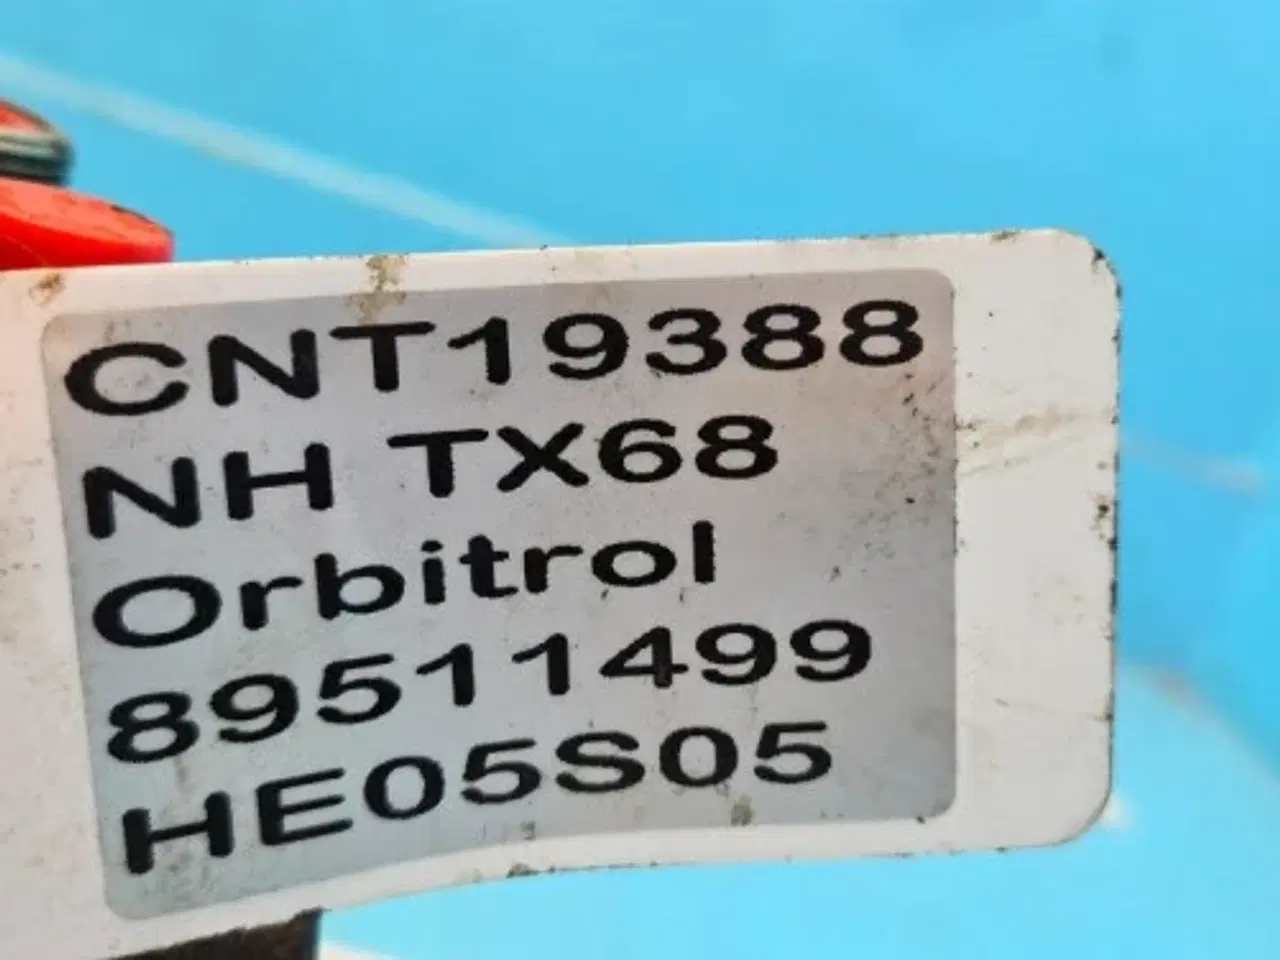 CNT19388
NH TX68
Orbitrol
89511499
HE05S05